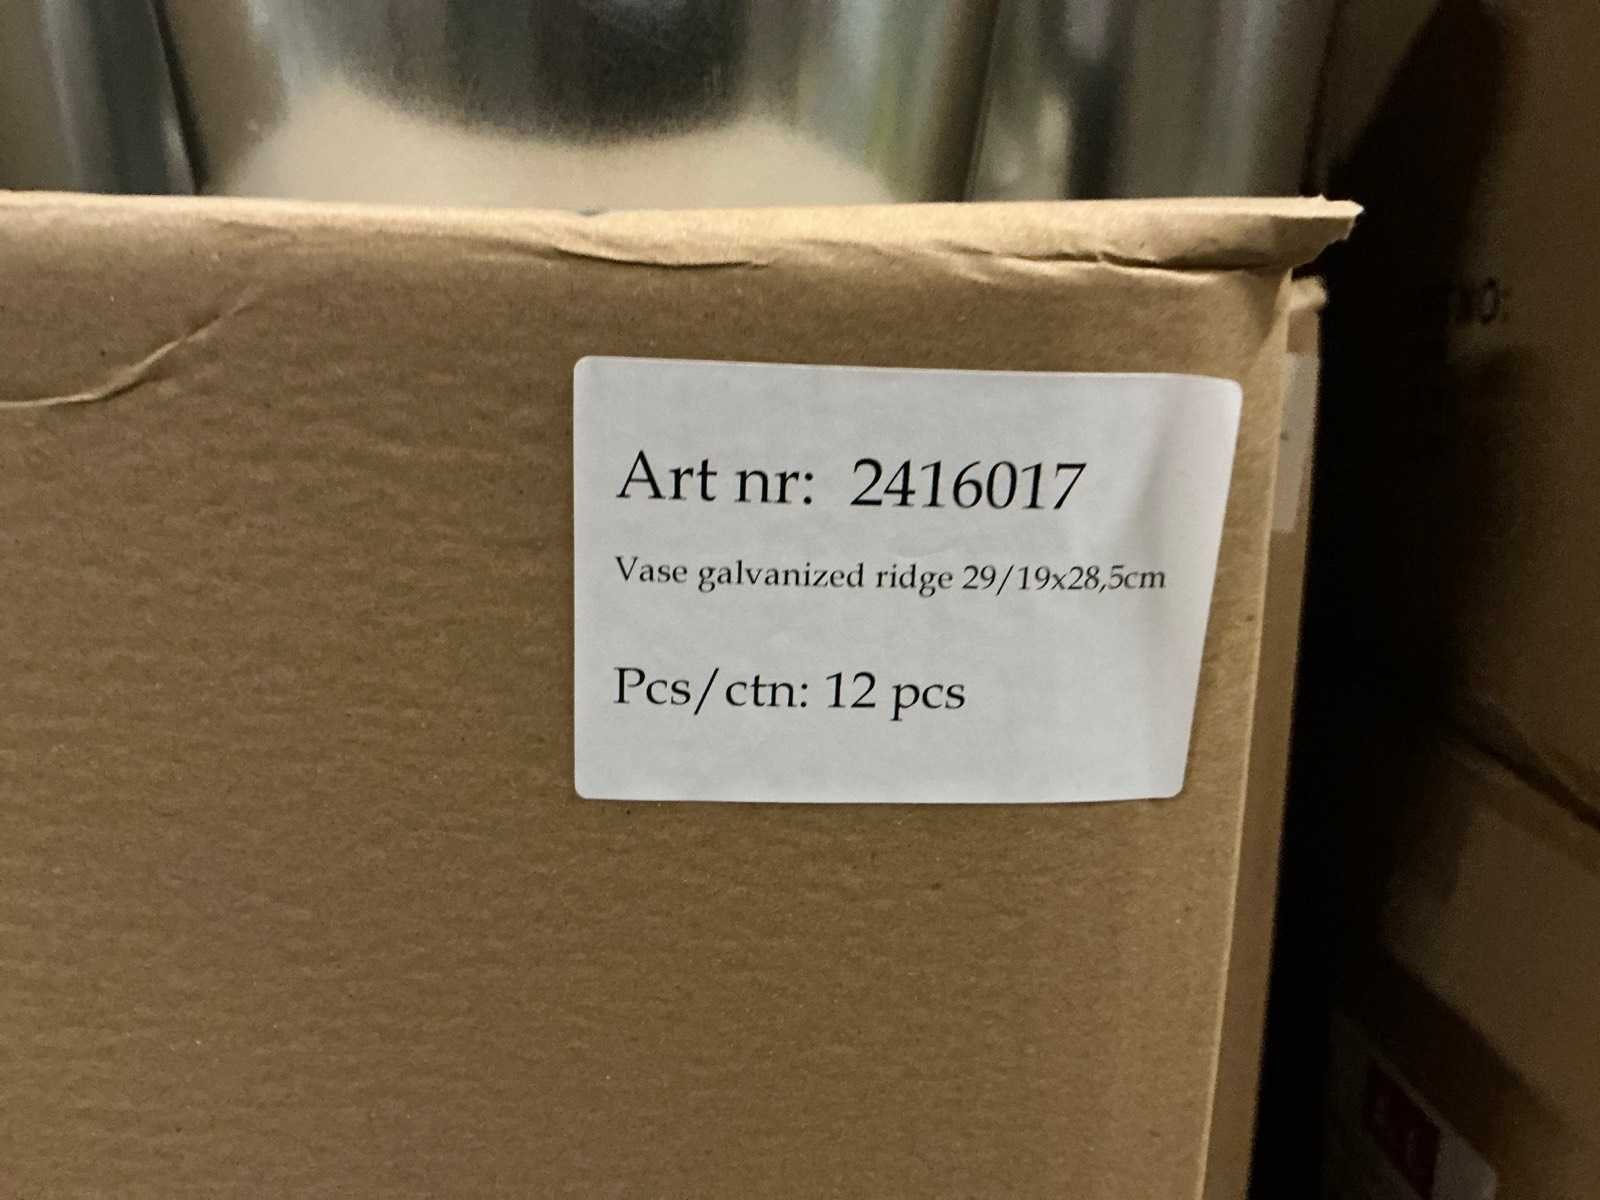 Art nr: 2416017
Vase galvanized ridge 29/19x28,5cm
Pcs/ctn: 12 pcs